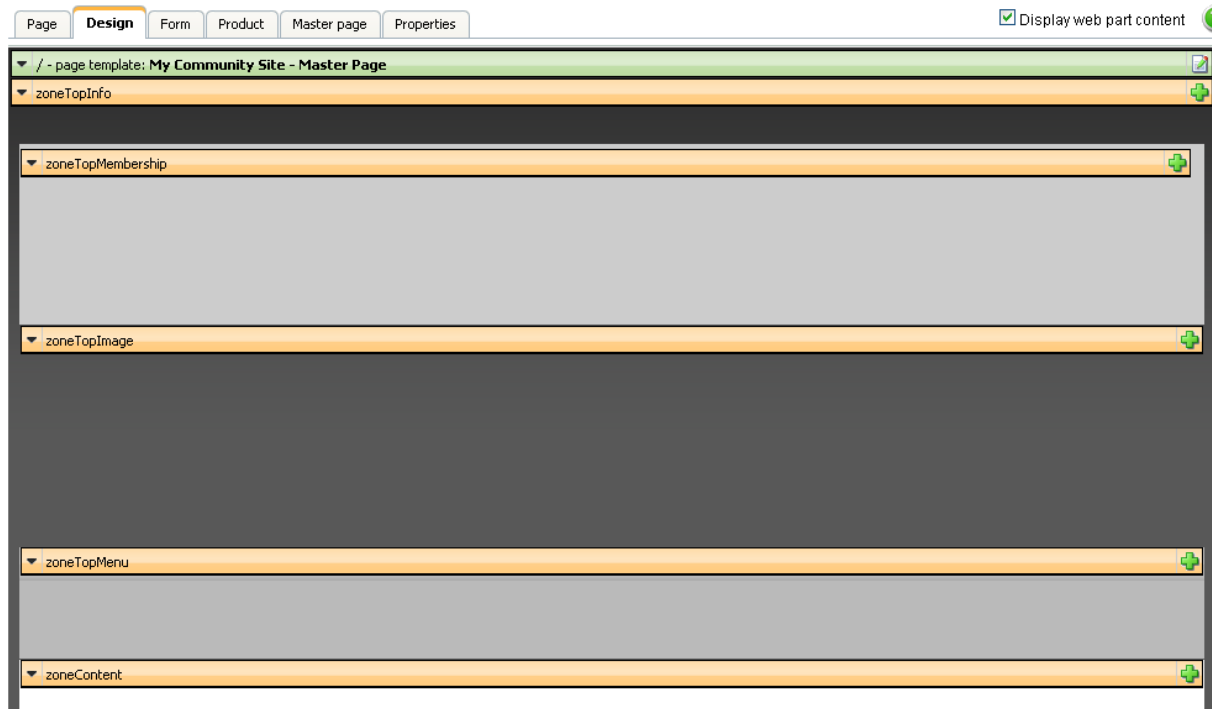 Page Design Form Product Master page Properties Display web part content
/ - page template: My Community Site - Master Page
zoneTopInfo
zoneTopMembership
zoneTopImage
zoneTopMenu
zoneContent